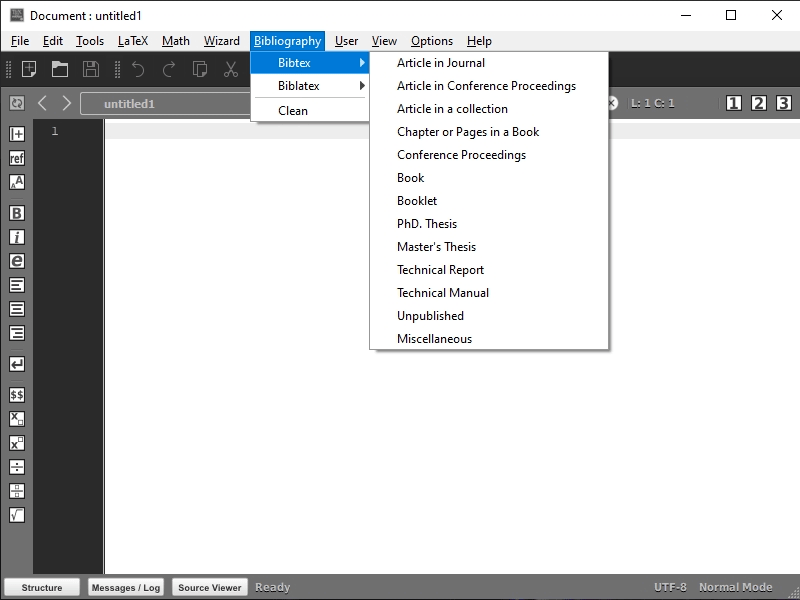 Document : untitled1
File Edit Tools LaTeX Math Wizard Bibliography User View Options Help
Bibtex
Biblatex
Clean
Article in Journal
Article in Conference Proceedings
Article in a collection
Chapter or Pages in a Book
Conference Proceedings
Book
Booklet
PhD. Thesis
Master's Thesis
Technical Report
Technical Manual
Unpublished
Miscellaneous
untitled1
L: 1 C: 1
1 2 3
1
ref
A A
B
i
e
$$
x
x
Structure Messages / Log Source Viewer Ready UTF-8 Normal Mode